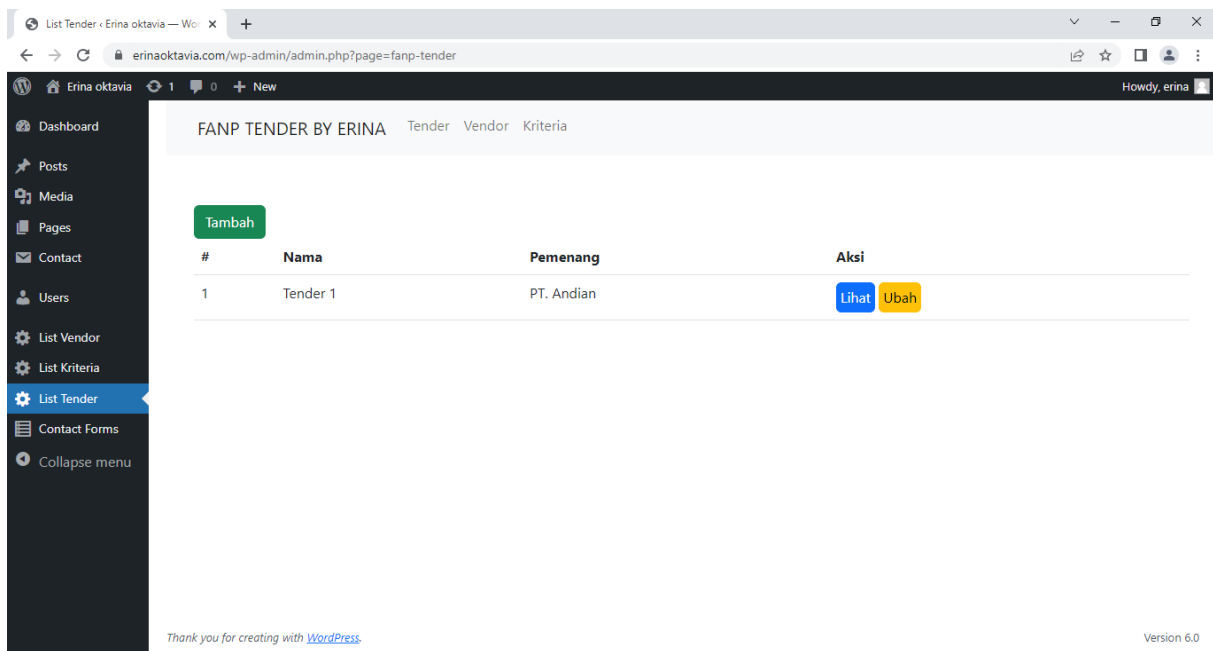 List Tender ‹ Erina oktavia — Wo
erinaoktavia.com/wp-admin/admin.php?page=fanp-tender
Erina oktavia 1 0 + New Howdy, erina
Dashboard
Posts
Media
Pages
Contact
Users
List Vendor
List Kriteria
List Tender
Contact Forms
Collapse menu
FANP TENDER BY ERINA Tender Vendor Kriteria
Tambah
# Nama Pemenang Aksi
1 Tender 1 PT. Andian Lihat Ubah
Thank you for creating with WordPress. Version 6.0